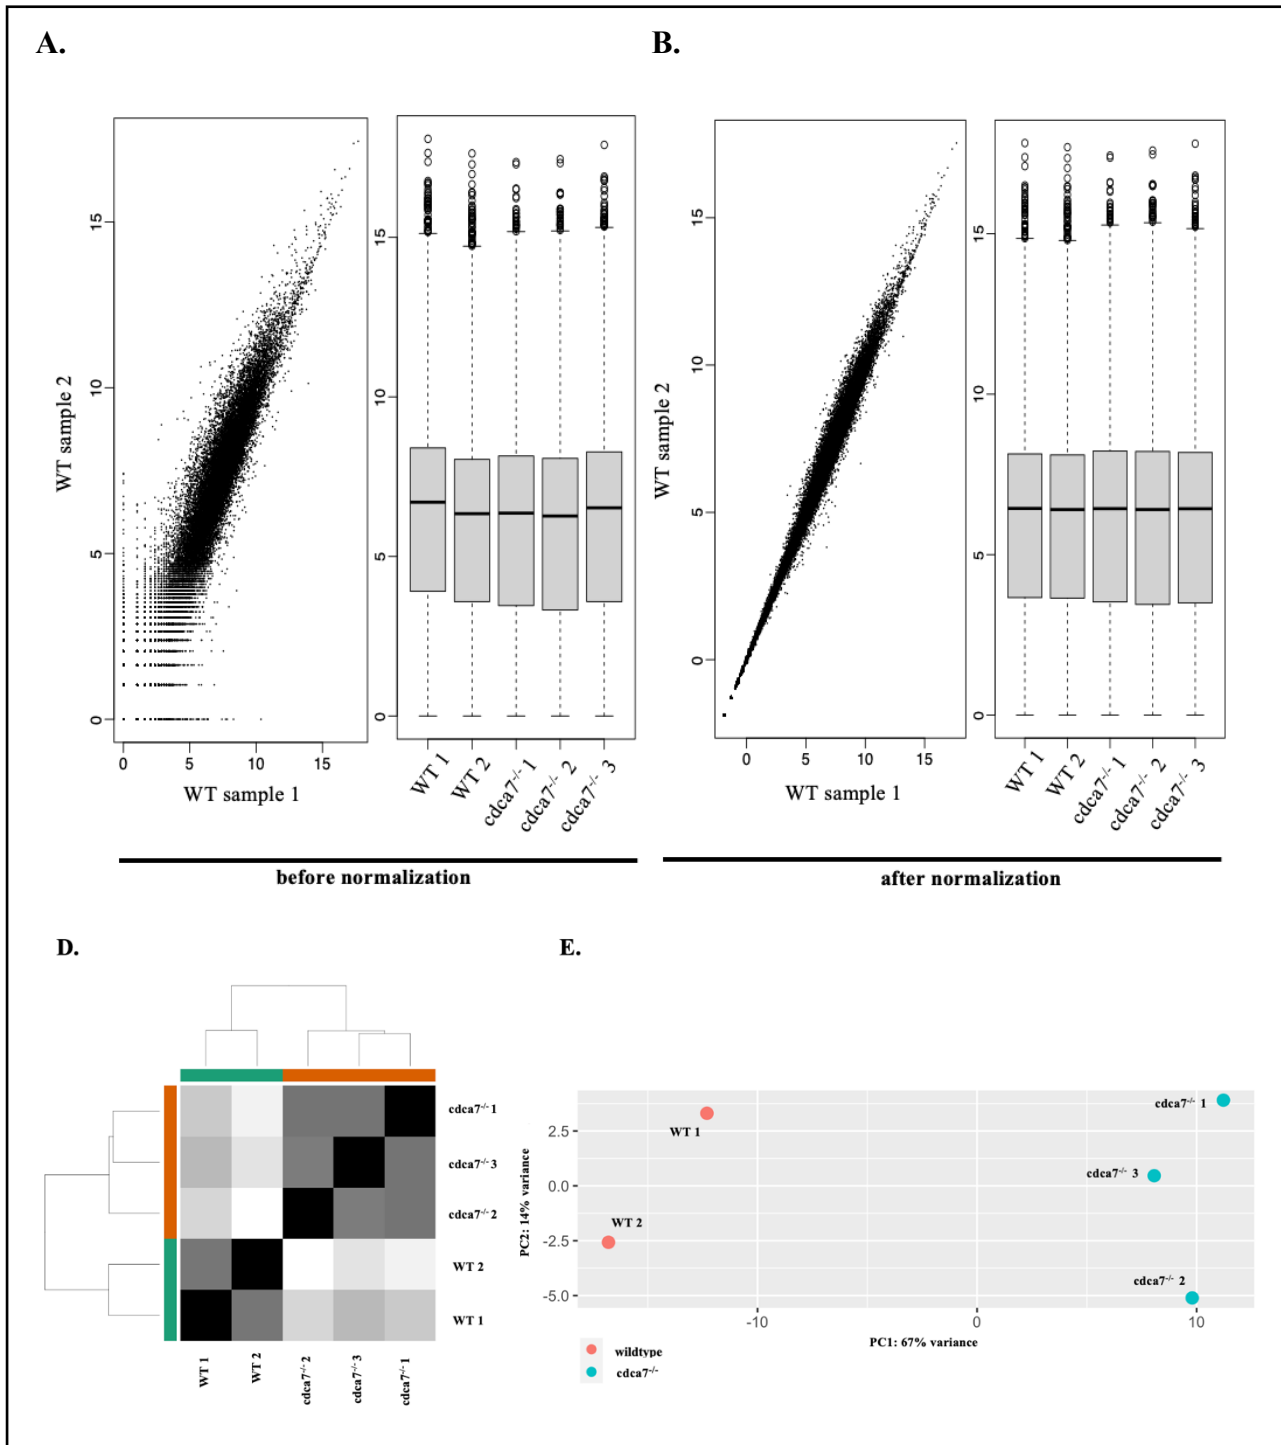 A.
B.
WT sample 2
15
10
5
0
0
5
10
15
WT sample 1
15
10
5
0
WT 1
WT 2
cdca7⁻/⁻ 1
cdca7⁻/⁻ 2
cdca7⁻/⁻ 3
before normalization
WT sample 2
15
10
5
0
0
5
10
15
WT sample 1
15
10
5
0
WT 1
WT 2
cdca7⁻/⁻ 1
cdca7⁻/⁻ 2
cdca7⁻/⁻ 3
after normalization
D.
cdca7⁻/⁻ 1
cdca7⁻/⁻ 3
cdca7⁻/⁻ 2
WT 2
WT 1
WT 1
WT 2
cdca7⁻/⁻ 2
cdca7⁻/⁻ 3
cdca7⁻/⁻ 1
E.
PC2: 14% variance
2.5
0.0
-2.5
-5.0
WT 1
WT 2
cdca7⁻/⁻ 1
cdca7⁻/⁻ 3
cdca7⁻/⁻ 2
-10
0
10
PC1: 67% variance
wildtype
cdca7⁻/⁻